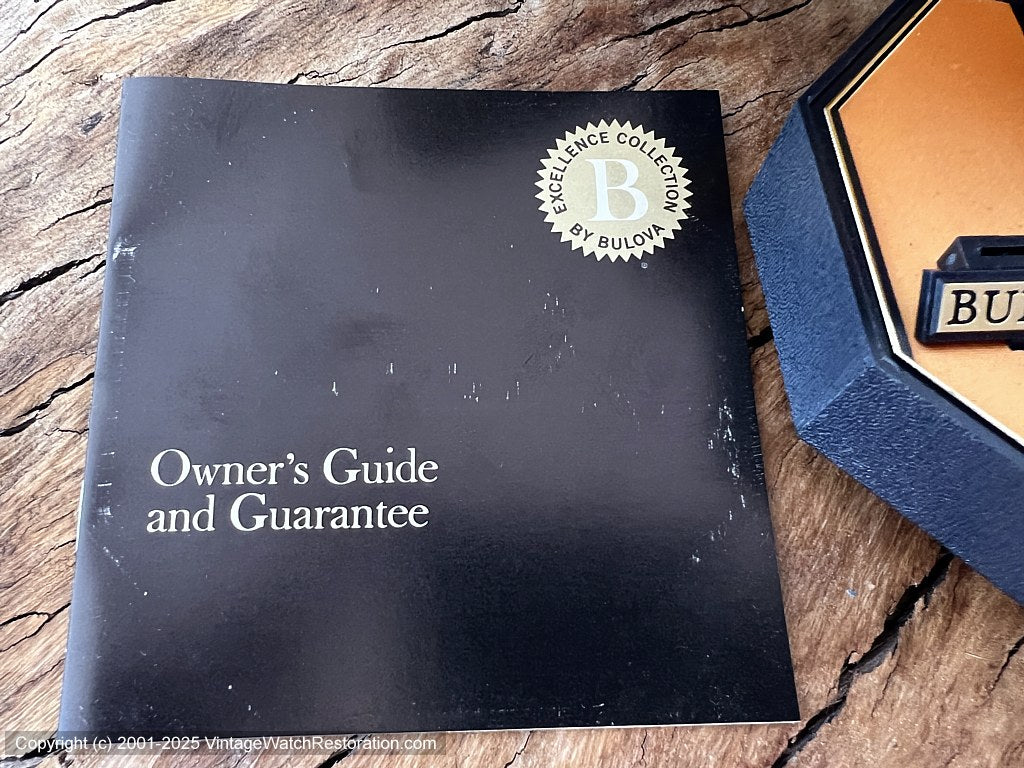 EXCELLENCE COLLECTION
B
BY BULOVA
®
Owner's Guide
and Guarantee
BU
Copyright (c) 2001-2025 VintageWatchRestoration.com